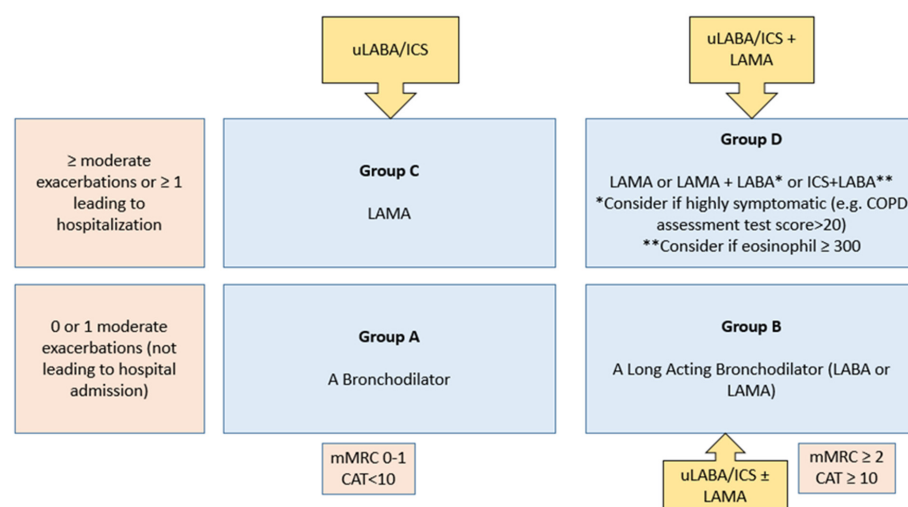 uLABA/ICS
uLABA/ICS +
LAMA
≥ moderate
exacerbations or ≥ 1
leading to
hospitalization
Group C
LAMA
Group D
LAMA or LAMA + LABA* or ICS+LABA**
*Consider if highly symptomatic (e.g. COPD
assessment test score>20)
**Consider if eosinophil ≥ 300
0 or 1 moderate
exacerbations (not
leading to hospital
admission)
Group A
A Bronchodilator
Group B
A Long Acting Bronchodilator (LABA or
LAMA)
mMRC 0-1
CAT<10
uLABA/ICS ±
LAMA
mMRC ≥ 2
CAT ≥ 10